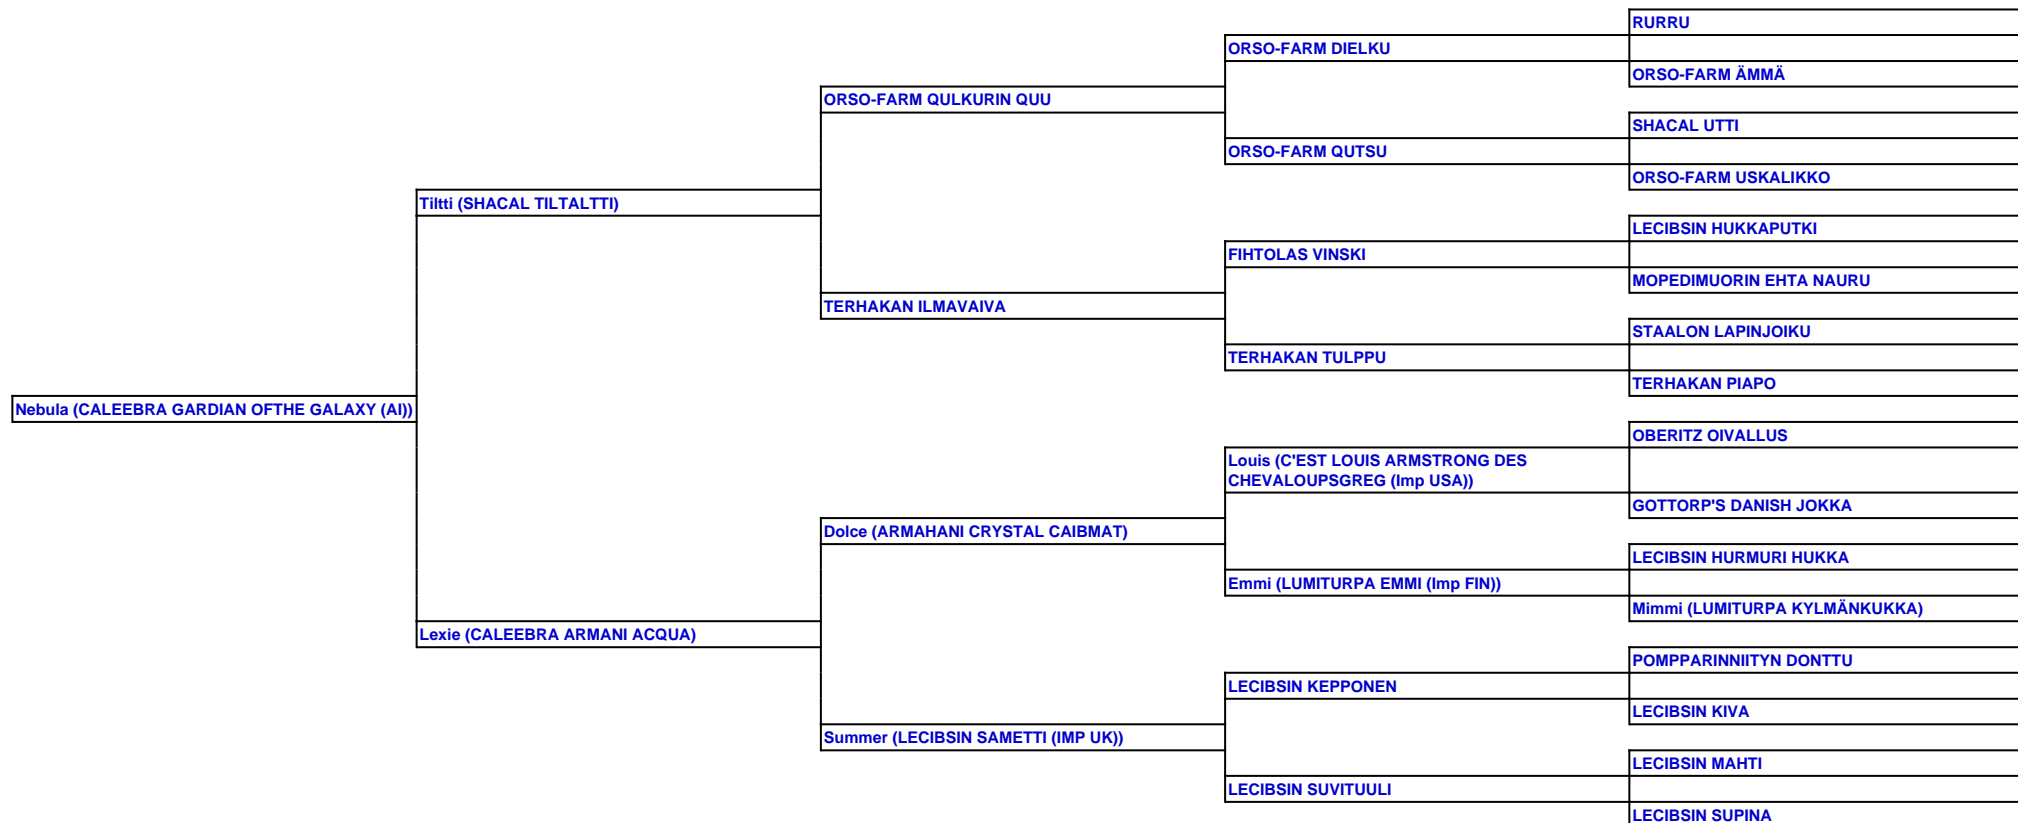 RURRU
ORSO-FARM DIELKU
ORSO-FARM ÄMMÄ
ORSO-FARM QULKURIN QUU
SHACAL UTTI
ORSO-FARM QUTSU
ORSO-FARM USKALIKKO
Tiltti (SHACAL TILTALTTI)
LECIBSIN HUKKAPUTKI
FIHTOLAS VINSKI
MOPEDIMUORIN EHTA NAURU
TERHAKAN ILMAVAIVA
STAALON LAPINJOIKU
TERHAKAN TULPPU
TERHAKAN PIAPO
Nebula (CALEEBRA GARDIAN OFTHE GALAXY (AI))
OBERITZ OIVALLUS
Louis (C'EST LOUIS ARMSTRONG DES
CHEVALOUPSGREG (Imp USA))
GOTTORP'S DANISH JOKKA
Dolce (ARMAHANI CRYSTAL CAIBMAT)
LECIBSIN HURMURI HUKKA
Emmi (LUMITURPA EMMI (Imp FIN))
Mimmi (LUMITURPA KYLMÄNKUKKA)
Lexie (CALEEBRA ARMANI ACQUA)
POMPPARINNIITYN DONTTU
LECIBSIN KEPPONEN
LECIBSIN KIVA
Summer (LECIBSIN SAMETTI (IMP UK))
LECIBSIN MAHTI
LECIBSIN SUVITUULI
LECIBSIN SUPINA